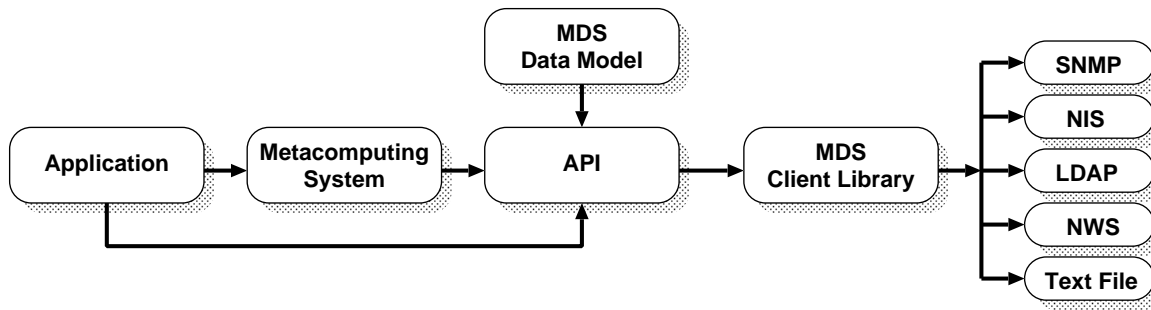 MDS
Data Model
Application
Metacomputing
System
API
MDS
Client Library
SNMP
NIS
LDAP
NWS
Text File